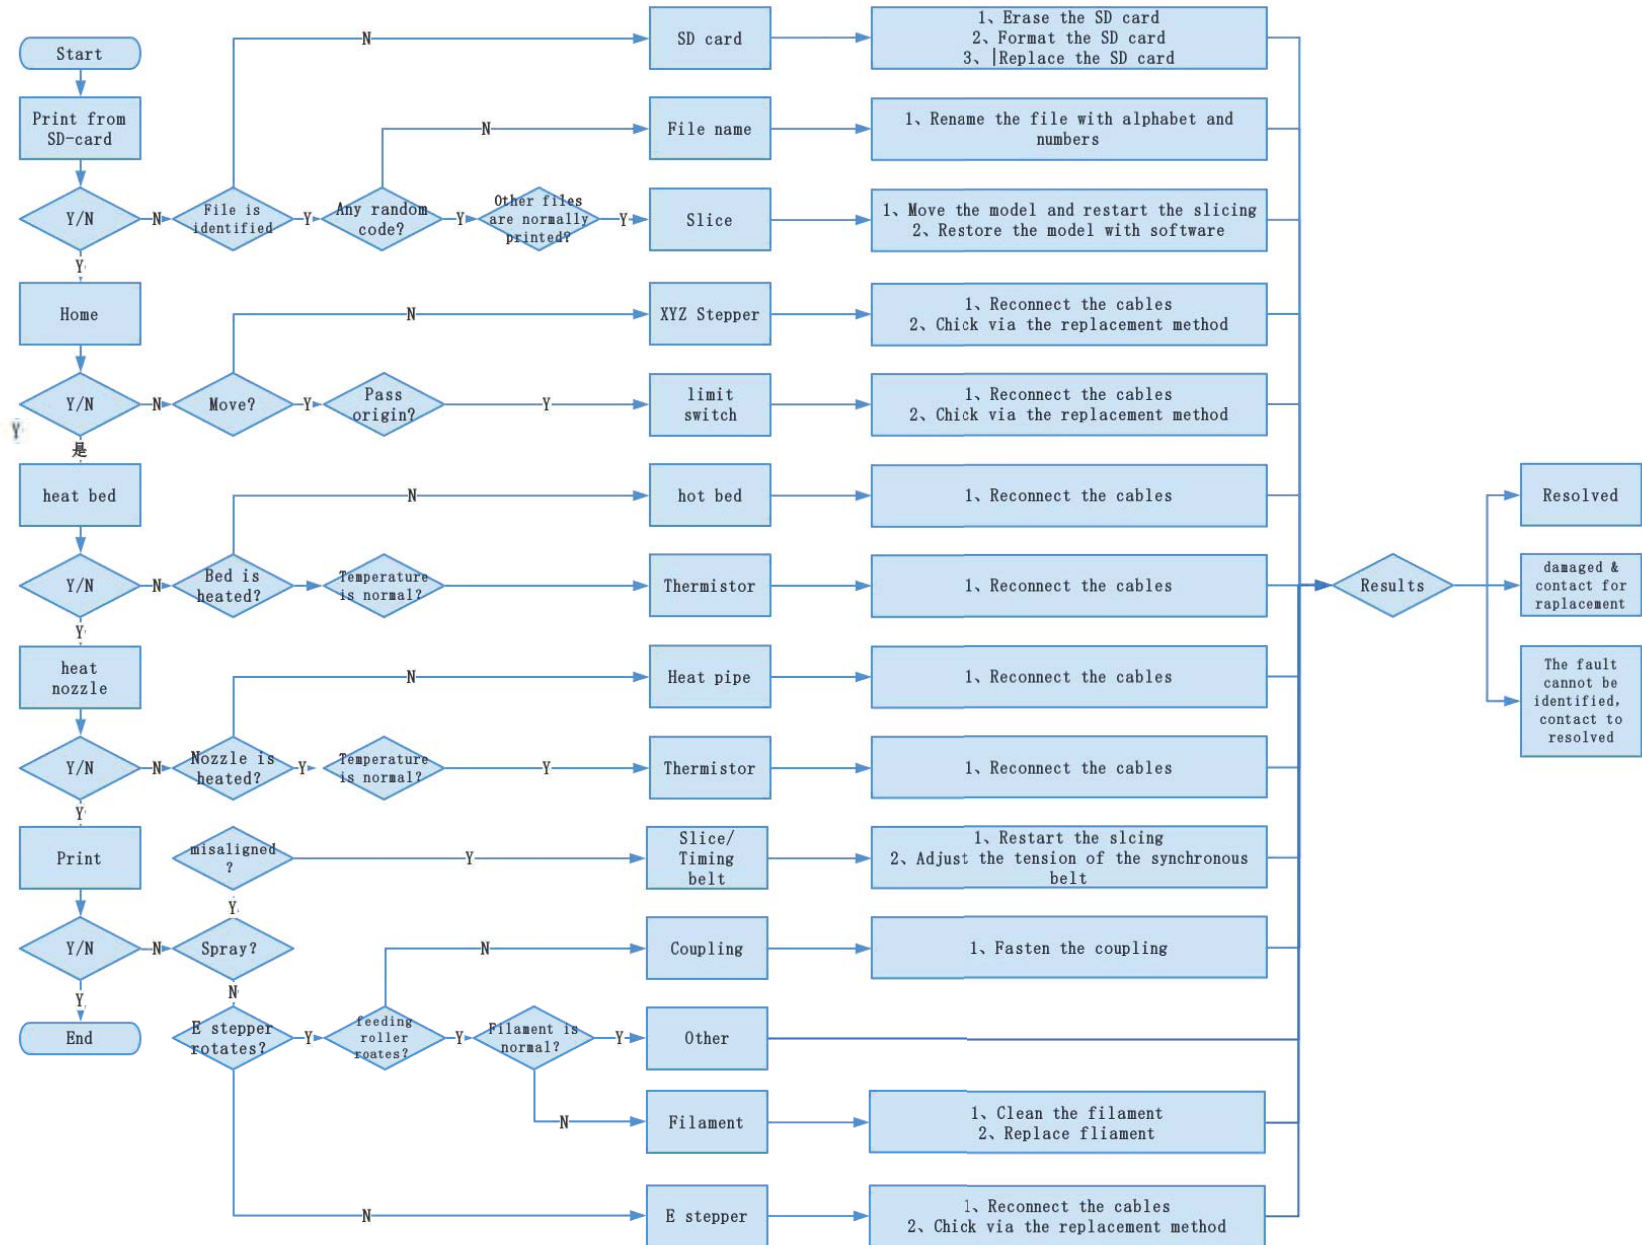 Start
Print from
SD-card
Y/N
N
File is
identified
N
SD card
1、Erase the SD card
2、Format the SD card
3、|Replace the SD card
Y
Any random
code?
N
File name
1、Rename the file with alphabet and
numbers
Y
Other files
are normally
printed?
Y
Slice
1、Move the model and restart the slicing
2、Restore the model with software
Y
Home
Y/N
N
Move?
N
XYZ Stepper
1、Reconnect the cables
2、Chick via the replacement method
Y
Pass
origin?
Y
limit
switch
1、Reconnect the cables
2、Chick via the replacement method
Y
是
heat bed
Y/N
N
Bed is
heated?
N
hot bed
1、Reconnect the cables
Temperature
is normal?
Thermistor
1、Reconnect the cables
Y
heat
nozzle
Y/N
N
Nozzle is
heated?
N
Heat pipe
1、Reconnect the cables
Y
Temperature
is normal?
Y
Thermistor
1、Reconnect the cables
Y
Print
Y/N
N
Spray?
Y
misaligned
?
Y
Slice/
Timing
belt
1、Restart the slcing
2、Adjust the tension of the synchronous
belt
Y
End
N
E stepper
rotates?
Y
feeding
roller
roates?
N
Coupling
1、Fasten the coupling
Y
Filament is
normal?
Y
Other
N
Filament
1、Clean the filament
2、Replace fliament
N
E stepper
1、Reconnect the cables
2、Chick via the replacement method
Results
Resolved
damaged &
contact for
raplacement
The fault
cannot be
identified,
contact to
resolved